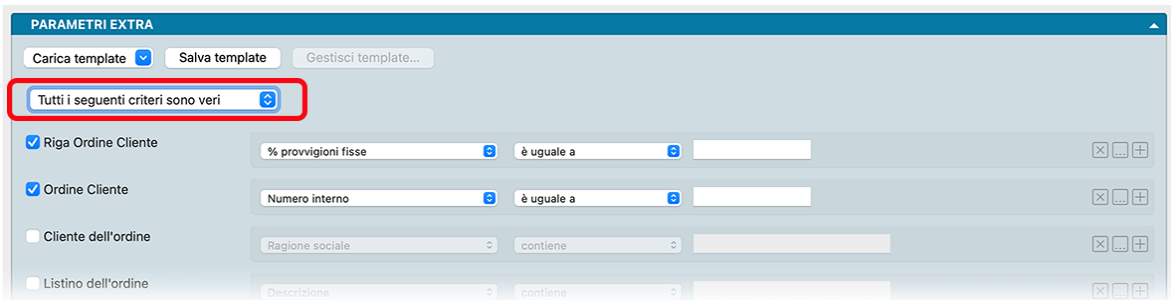 PARAMETRI EXTRA
Carica template Salva template Gestisci template...
Tutti i seguenti criteri sono veri
Riga Ordine Cliente % provvigioni fisse è uguale a
Ordine Cliente Numero interno è uguale a
Cliente dell'ordine Ragione sociale contiene
Listino dell'ordine Descrizione contiene